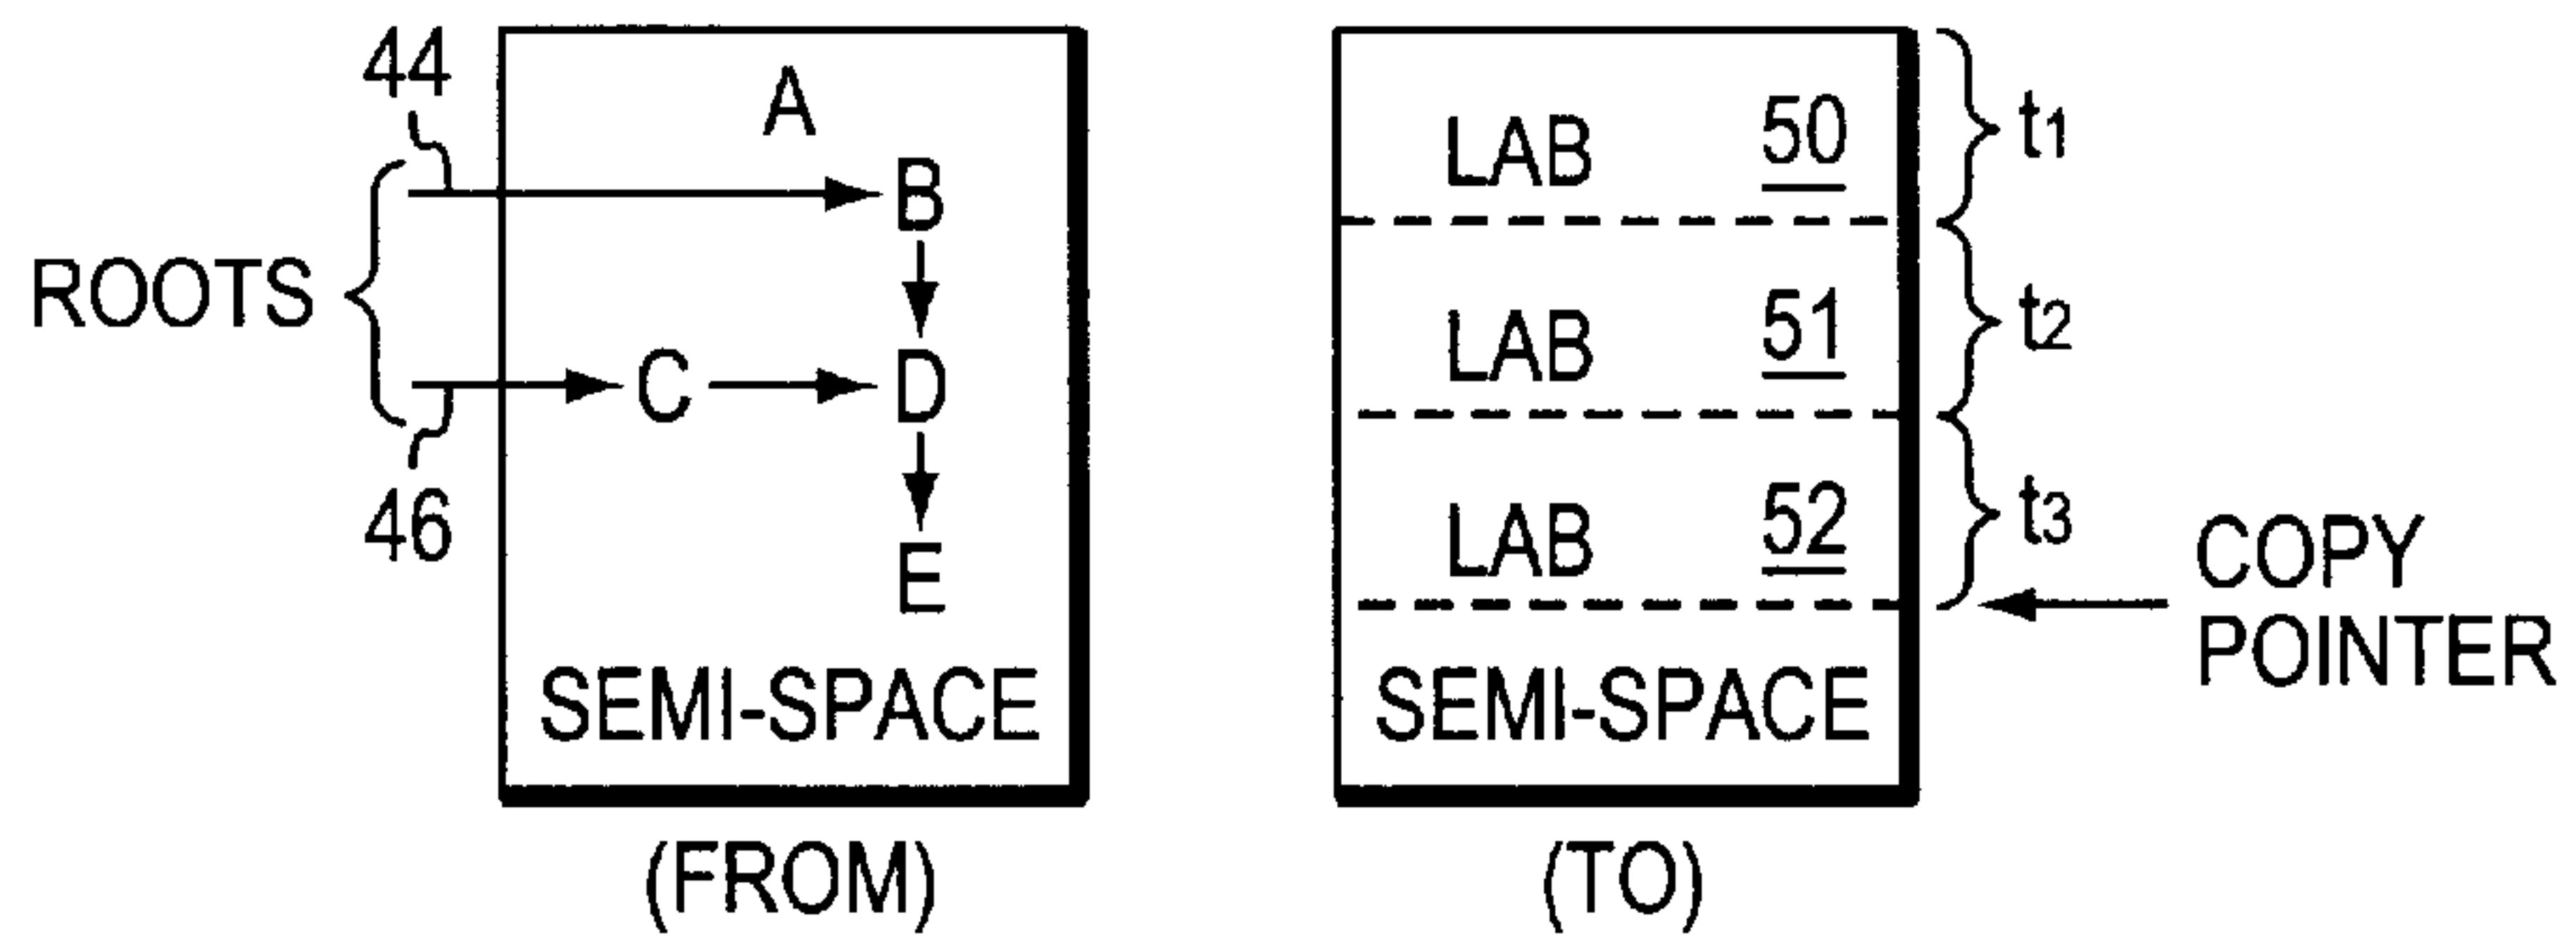 44
A
B
ROOTS
C
D
46
E
SEMI-SPACE
(FROM)
LAB 50
t1
LAB 51
t2
LAB 52
t3
COPY
POINTER
SEMI-SPACE
(TO)